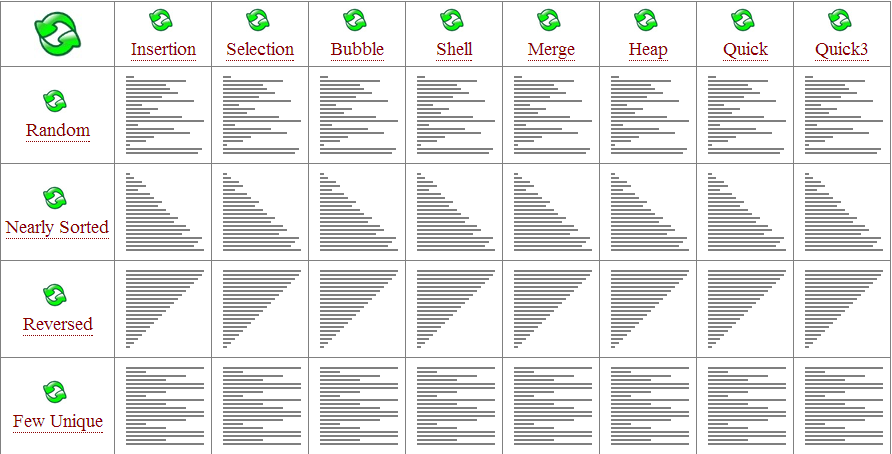 Insertion Selection Bubble Shell Merge Heap Quick Quick3
Random
Nearly Sorted
Reversed
Few Unique